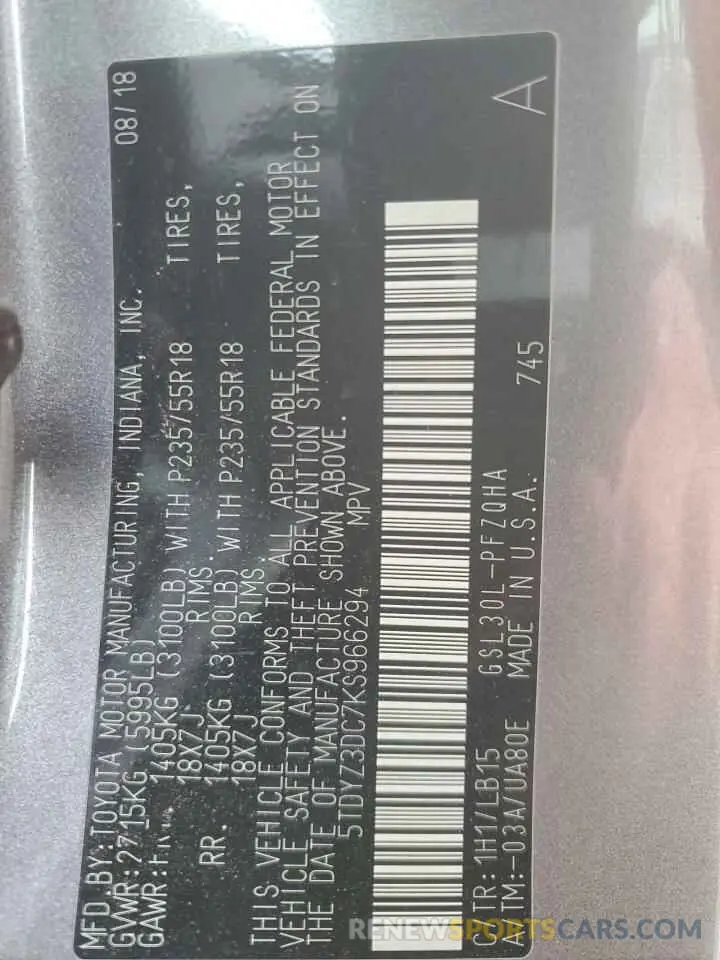 MFD.BY:TOYOTA MOTOR MANUFACTURING, INDIANA, INC. 08/18
GVWR:2715KG (5995LB)
GAWR: 1405KG (3100LB) WITH P235/55R18 TIRES,
18X7J RIMS
RR. 1405KG (3100LB) WITH P235/55R18 TIRES,
18X7J RIMS
THIS VEHICLE CONFORMS TO ALL APPLICABLE FEDERAL MOTOR
VEHICLE SAFETY AND THEFT PREVENTION STANDARDS IN EFFECT ON
THE DATE OF MANUFACTURE SHOWN ABOVE.
5TDYZ3DC7KS966294 MPV
C/TR:1H1/LB15 GSL30L-PFZQHA
A/TM:-03A/UA80E MADE IN U.S.A. 745
A
RENEWSPORTSCARS.COM